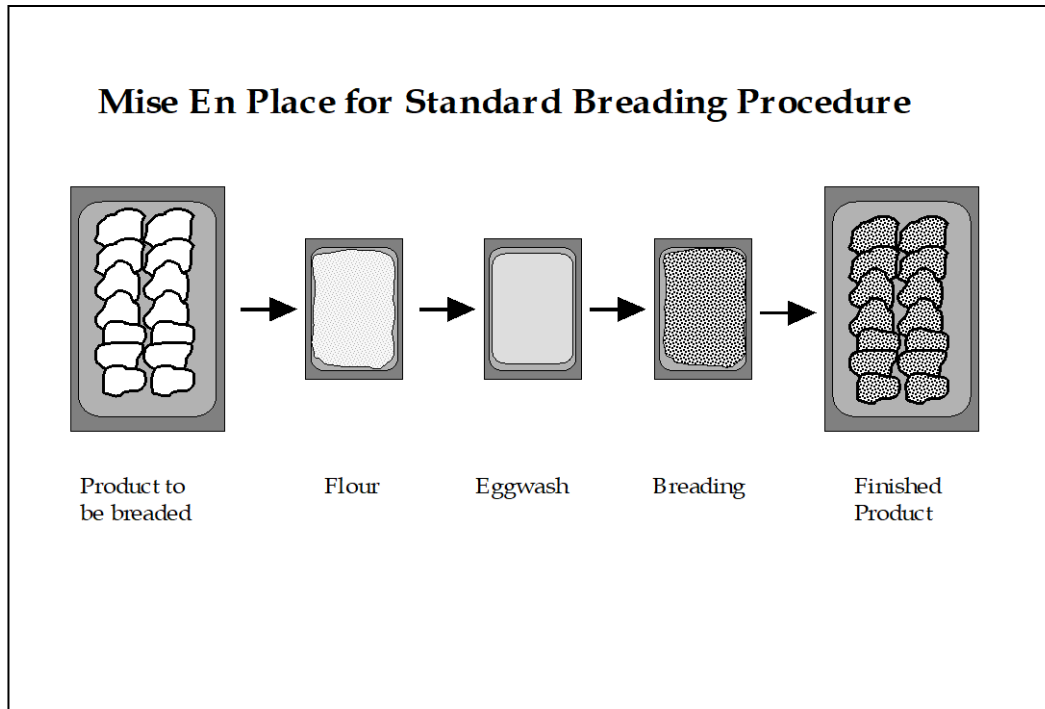 Mise En Place for Standard Breading Procedure
Product to
be breaded
Flour
Eggwash
Breading
Finished
Product